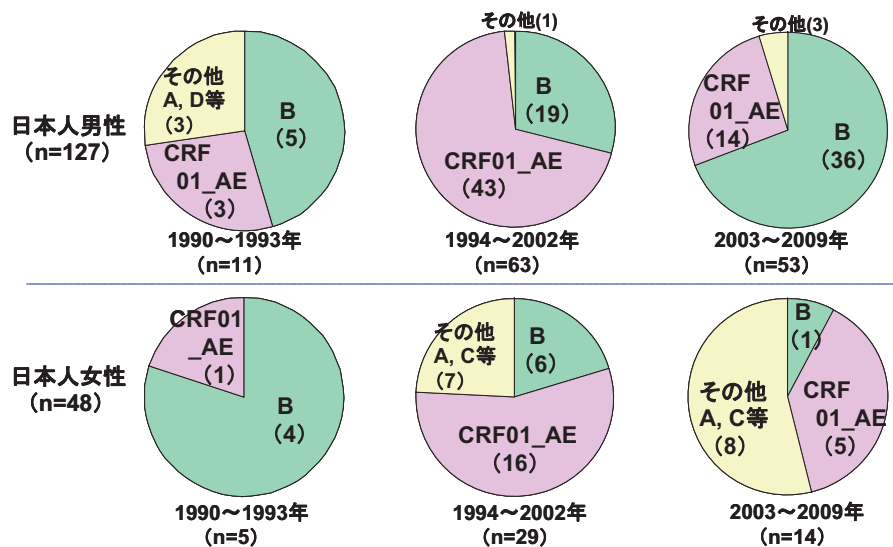 日本人男性
(n=127)
その他
A, D等
(3)
B
(5)
CRF
01_AE
(3)
1990～1993年
(n=11)
その他(1)
B
(19)
CRF01_AE
(43)
1994～2002年
(n=63)
その他(3)
CRF
01_AE
(14)
B
(36)
2003～2009年
(n=53)
日本人女性
(n=48)
CRF01
_AE
(1)
B
(4)
1990～1993年
(n=5)
その他
A, C等
(7)
B
(6)
CRF01_AE
(16)
1994～2002年
(n=29)
B
(1)
その他
A, C等
(8)
CRF
01_AE
(5)
2003～2009年
(n=14)